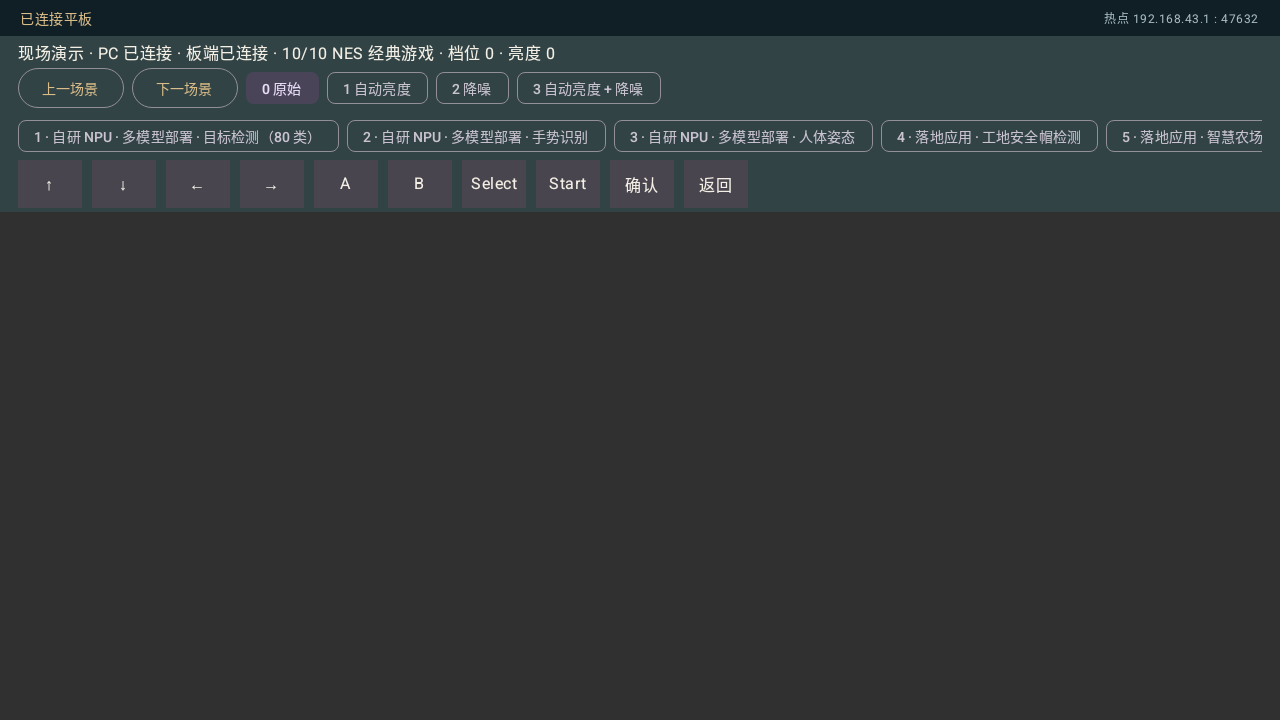 已连接平板
热点 192.168.43.1 : 47632
现场演示 · PC 已连接 · 板端已连接 · 10/10 NES 经典游戏 · 档位 0 · 亮度 0
上一场景 下一场景 0 原始 1 自动亮度 2 降噪 3 自动亮度 + 降噪
1 · 自研 NPU · 多模型部署 · 目标检测（80 类） 2 · 自研 NPU · 多模型部署 · 手势识别 3 · 自研 NPU · 多模型部署 · 人体姿态 4 · 落地应用 · 工地安全帽检测 5 · 落地应用 · 智慧农场
↑ ↓ ← → A B Select Start 确认 返回